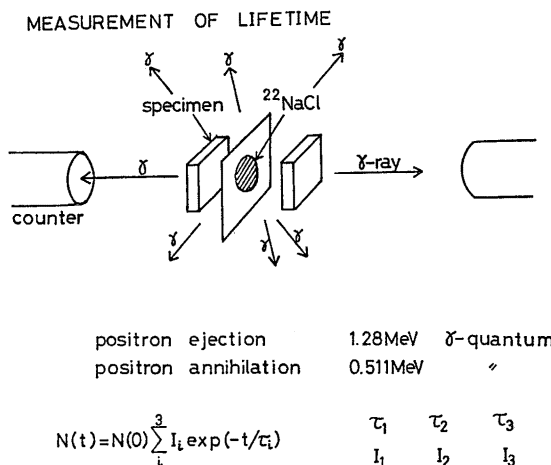 MEASUREMENT OF LIFETIME
γ γ γ
specimen ²²NaCl
γ γ-ray
counter
γ γ γ
positron ejection 1.28MeV γ-quantum
positron annihilation 0.511MeV 〃
N(t)=N(0)∑³ᵢ Iᵢ exp(-t/τᵢ) τ₁ τ₂ τ₃
I₁ I₂ I₃